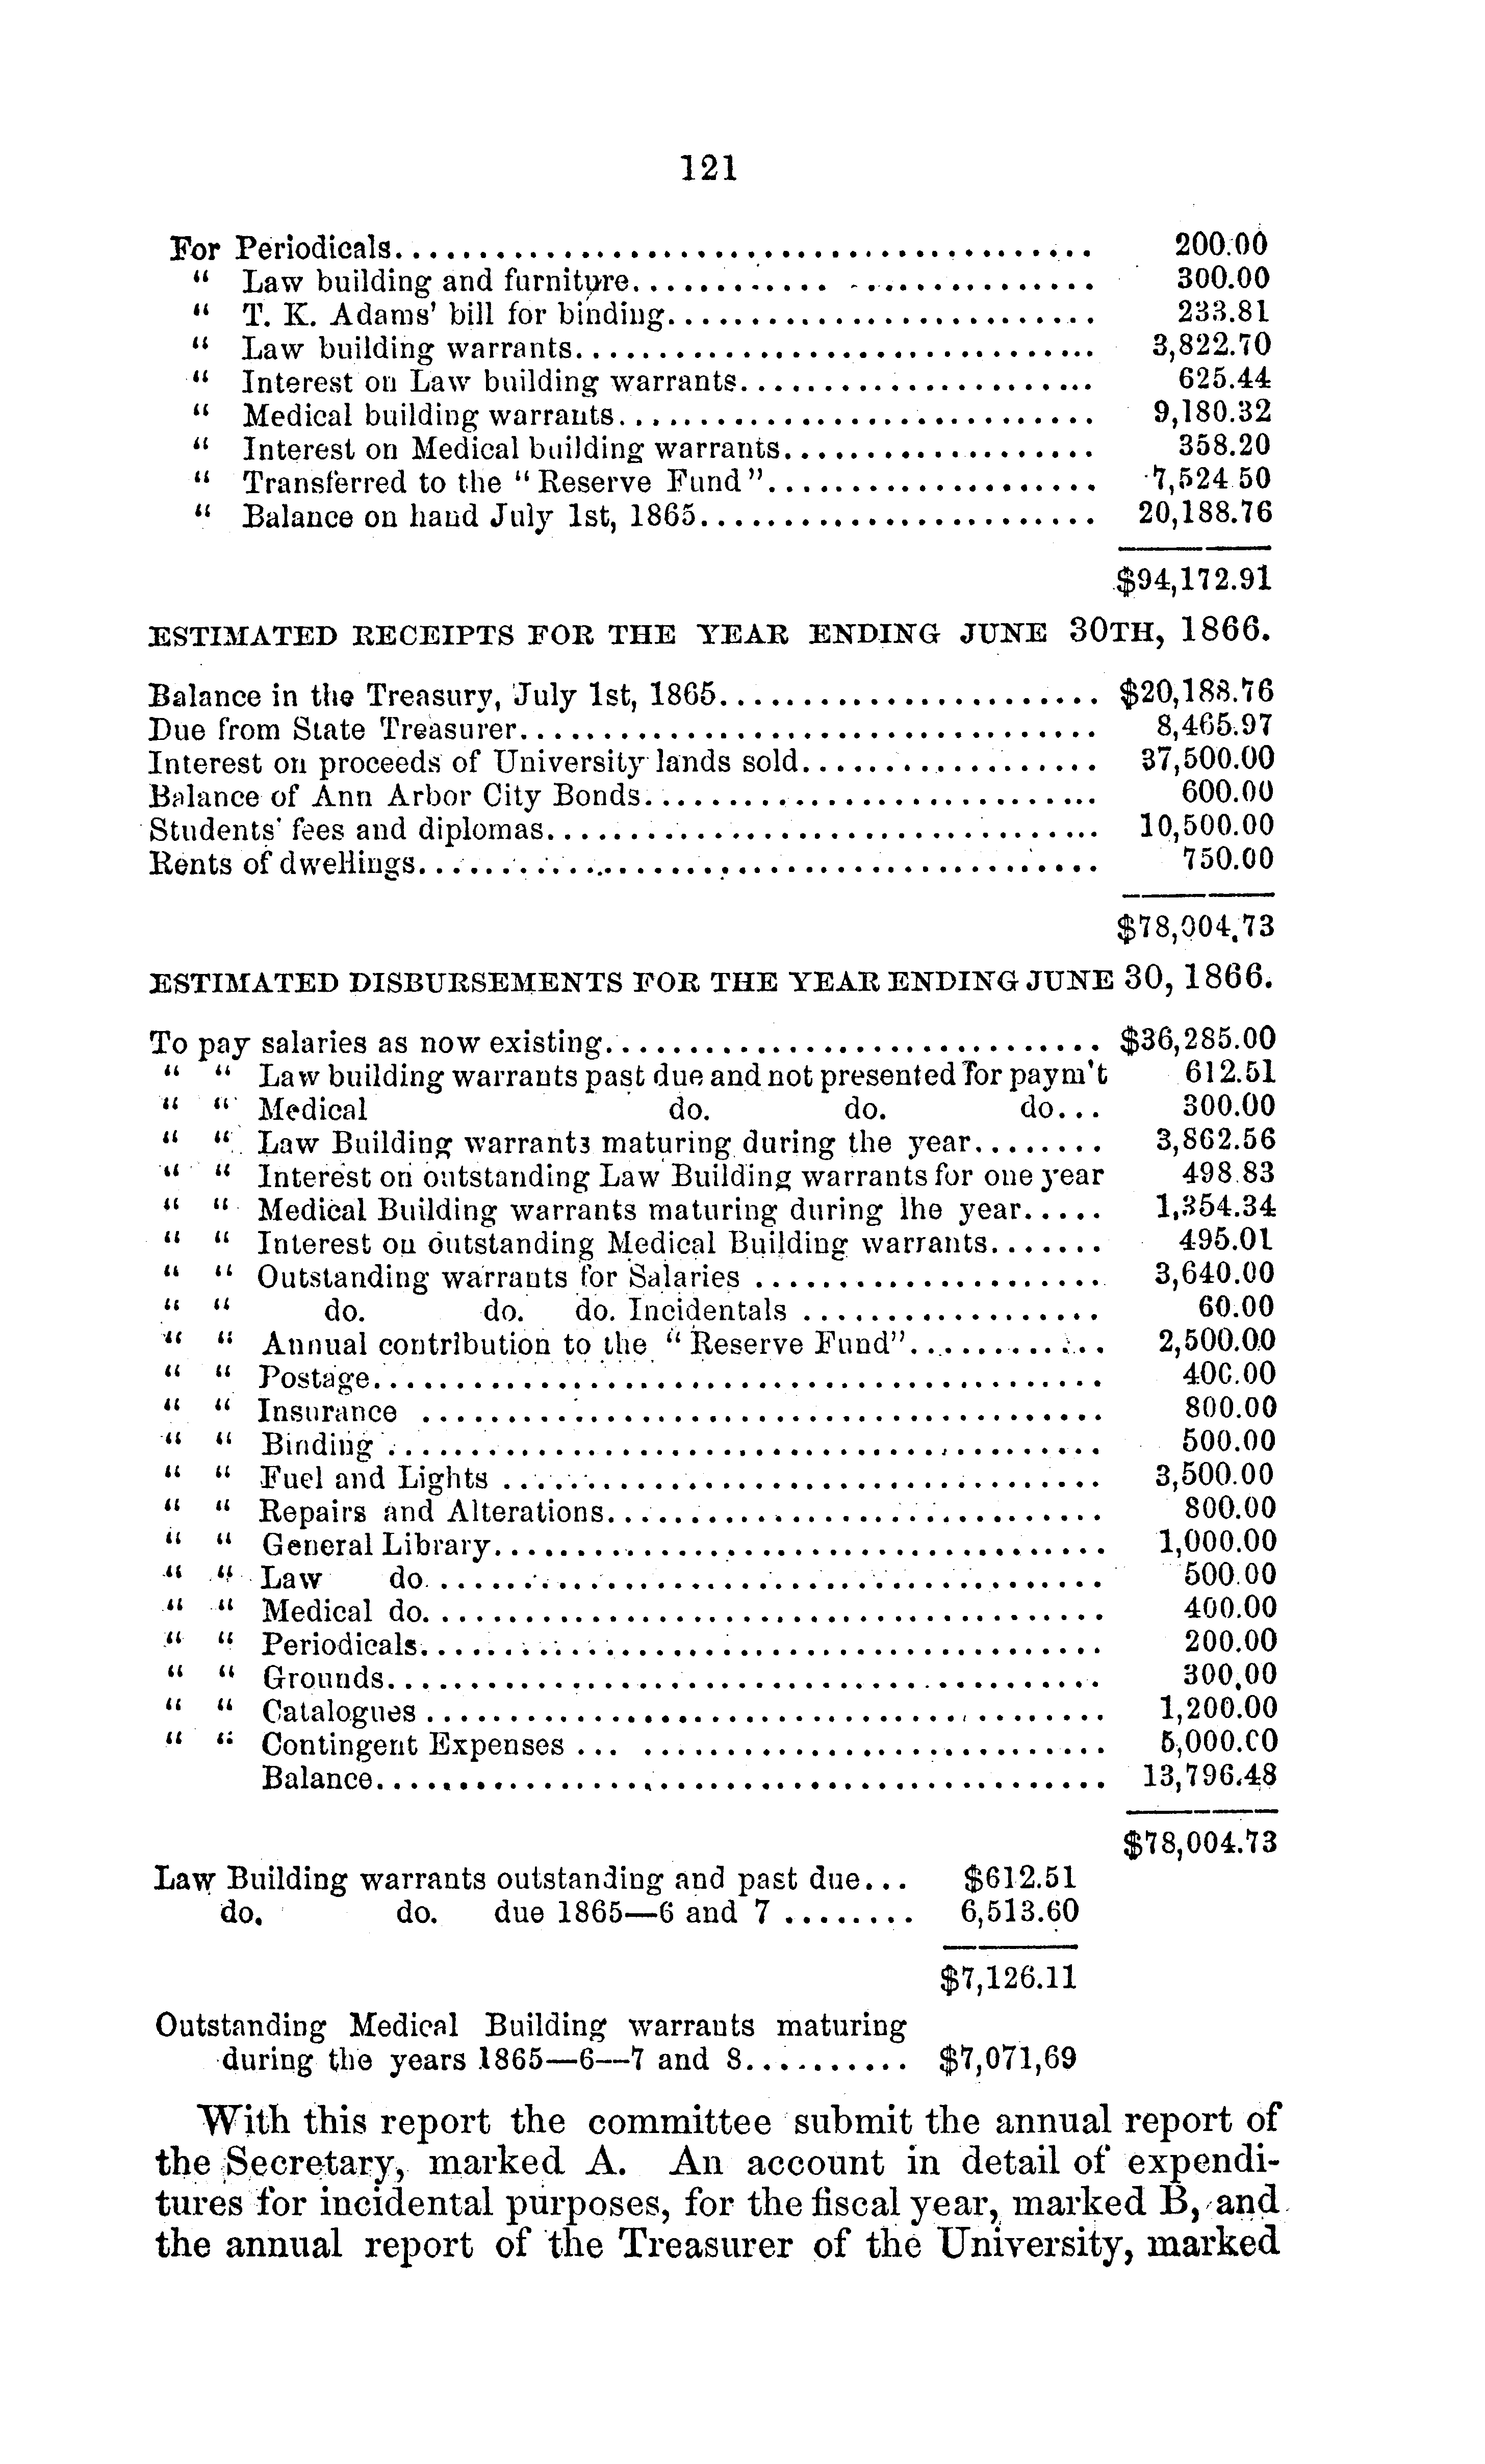 121
For Periodicals........ 200.00
“ Law building and furniture........ 300.00
“ T. K. Adams' bill for binding........ 233.81
“ Law building warrants........ 3,822.70
“ Interest on Law building warrants........ 625.44
“ Medical building warrants........ 9,180.32
“ Interest on Medical building warrants........ 358.20
“ Transferred to the “Reserve Fund”........ 7,524 50
“ Balance on hand July 1st, 1865........ 20,188.76
$94,172.91
ESTIMATED RECEIPTS FOR THE YEAR ENDING JUNE 30TH, 1866.
Balance in the Treasury, July 1st, 1865........ $20,188.76
Due from State Treasurer........ 8,465.97
Interest on proceeds of University lands sold........ 37,500.00
Balance of Ann Arbor City Bonds........ 600.00
Students' fees and diplomas........ 10,500.00
Rents of dwellings........ 750.00
$78,004.73
ESTIMATED DISBURSEMENTS FOR THE YEAR ENDING JUNE 30, 1866.
To pay salaries as now existing........ $36,285.00
“ “ Law building warrants past due and not presented for paym't 612.51
“ “ Medical do. do. do... 300.00
“ “ Law Building warrants maturing during the year........ 3,862.56
“ “ Interest on outstanding Law Building warrants for one year 498.83
“ “ Medical Building warrants maturing during lhe year..... 1,354.34
“ “ Interest on outstanding Medical Building warrants....... 495.01
“ “ Outstanding warrants for Salaries ........ 3,640.00
“ “ do. do. do. Incidentals ........ 60.00
“ “ Annual contribution to the “Reserve Fund”........ 2,500.00
“ “ Postage........ 400.00
“ “ Insurance ........ 800.00
“ “ Binding ........ 500.00
“ “ Fuel and Lights ........ 3,500.00
“ “ Repairs and Alterations........ 800.00
“ “ General Library........ 1,000.00
“ “ Law do........ 500.00
“ “ Medical do........ 400.00
“ “ Periodicals........ 200.00
“ “ Grounds........ 300.00
“ “ Catalogues ........ 1,200.00
“ “ Contingent Expenses ........ 5,000.00
Balance........ 13,796.48
$78,004.73
Law Building warrants outstanding and past due... $612.51
do. do. due 1865—6 and 7 ........ 6,513.60
$7,126.11
Outstanding Medical Building warrants maturing
during the years 1865—6—7 and 8.......... $7,071,69
With this report the committee submit the annual report of
the Secretary, marked A. An account in detail of expendi-
tures for incidental purposes, for the fiscal year, marked B, and
the annual report of the Treasurer of the University, marked